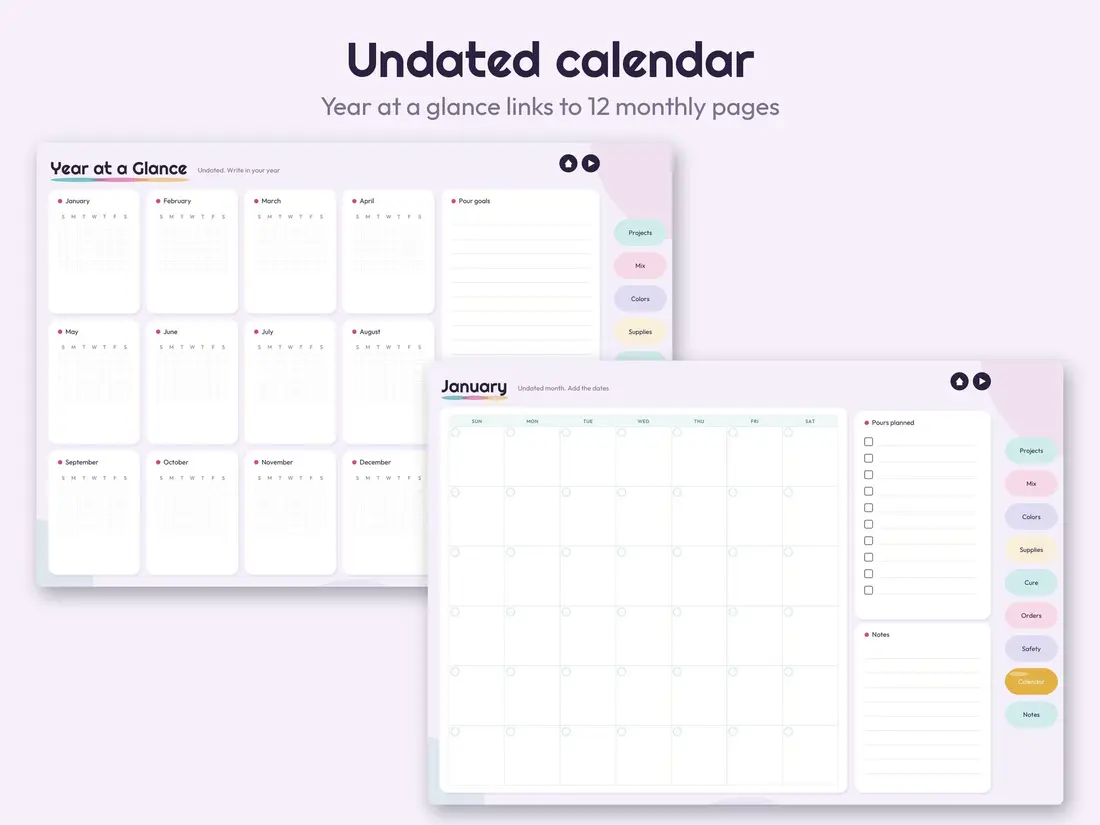 Undated calendar
Year at a glance links to 12 monthly pages
Year at a Glance Undated. Write in your year
January February March April Pour goals
S M T W T F S S M T W T F S S M T W T F S S M T W T F S
May June July August
S M T W T F S S M T W T F S S M T W T F S S M T W T F S
September October November December
S M T W T F S S M T W T F S S M T W T F S S M T W T F S
Projects
Mix
Colors
Supplies
January Undated month. Add the dates
SUN MON TUE WED THU FRI SAT
Pours planned
Notes
Projects
Mix
Colors
Supplies
Cure
Orders
Safety
Calendar
Notes